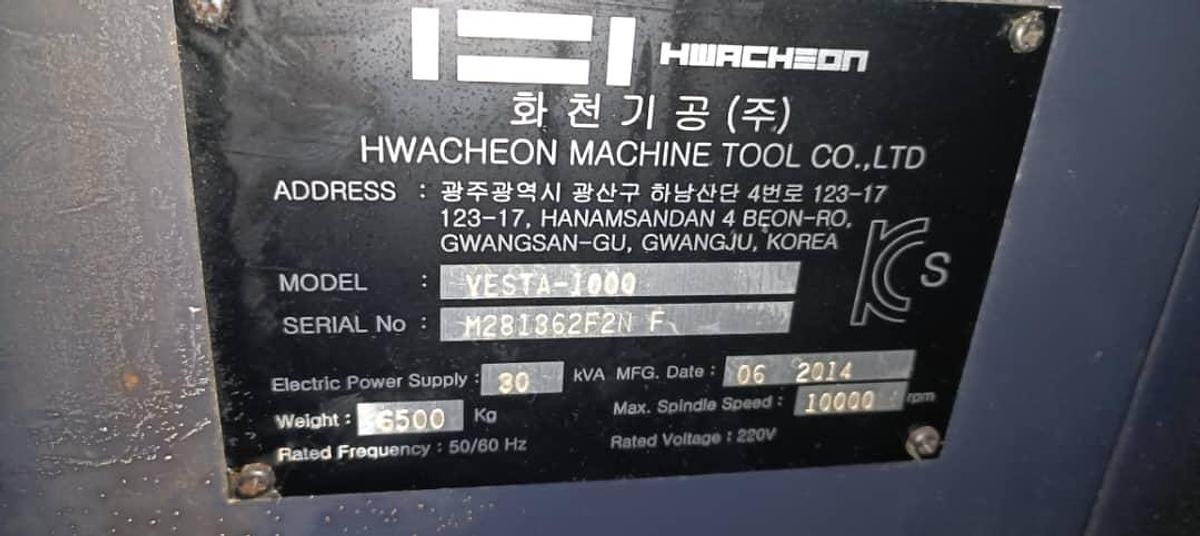 HWACHEON
화천기공(주)
HWACHEON MACHINE TOOL CO.,LTD
ADDRESS : 광주광역시 광산구 하남산단 4번로 123-17
123-17, HANAMSANDAN 4 BEON-RO,
GWANGSAN-GU, GWANGJU, KOREA
KCs
MODEL : VESTA-1000
SERIAL No : M281362F2N F
Electric Power Supply : 30 kVA MFG. Date : 06 2014
Weight : 6500 Kg Max. Spindle Speed : 10000 rpm
Rated Frequency : 50/60 Hz Rated Voltage : 220V